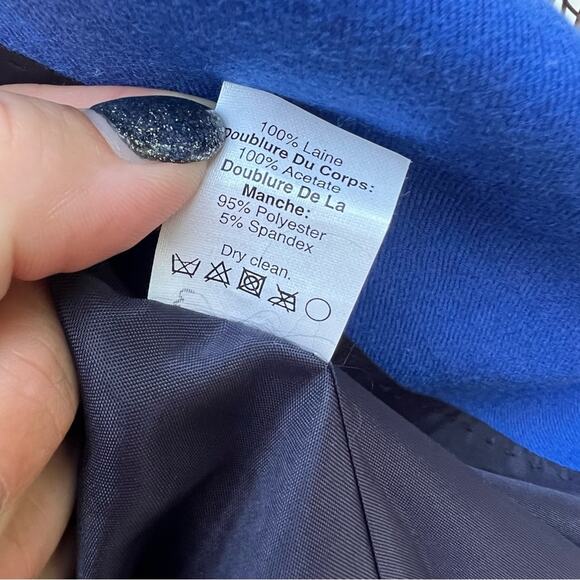 100% Laine
Doublure Du Corps:
100% Acetate
Doublure De La
Manche:
95% Polyester
5% Spandex
Dry clean.